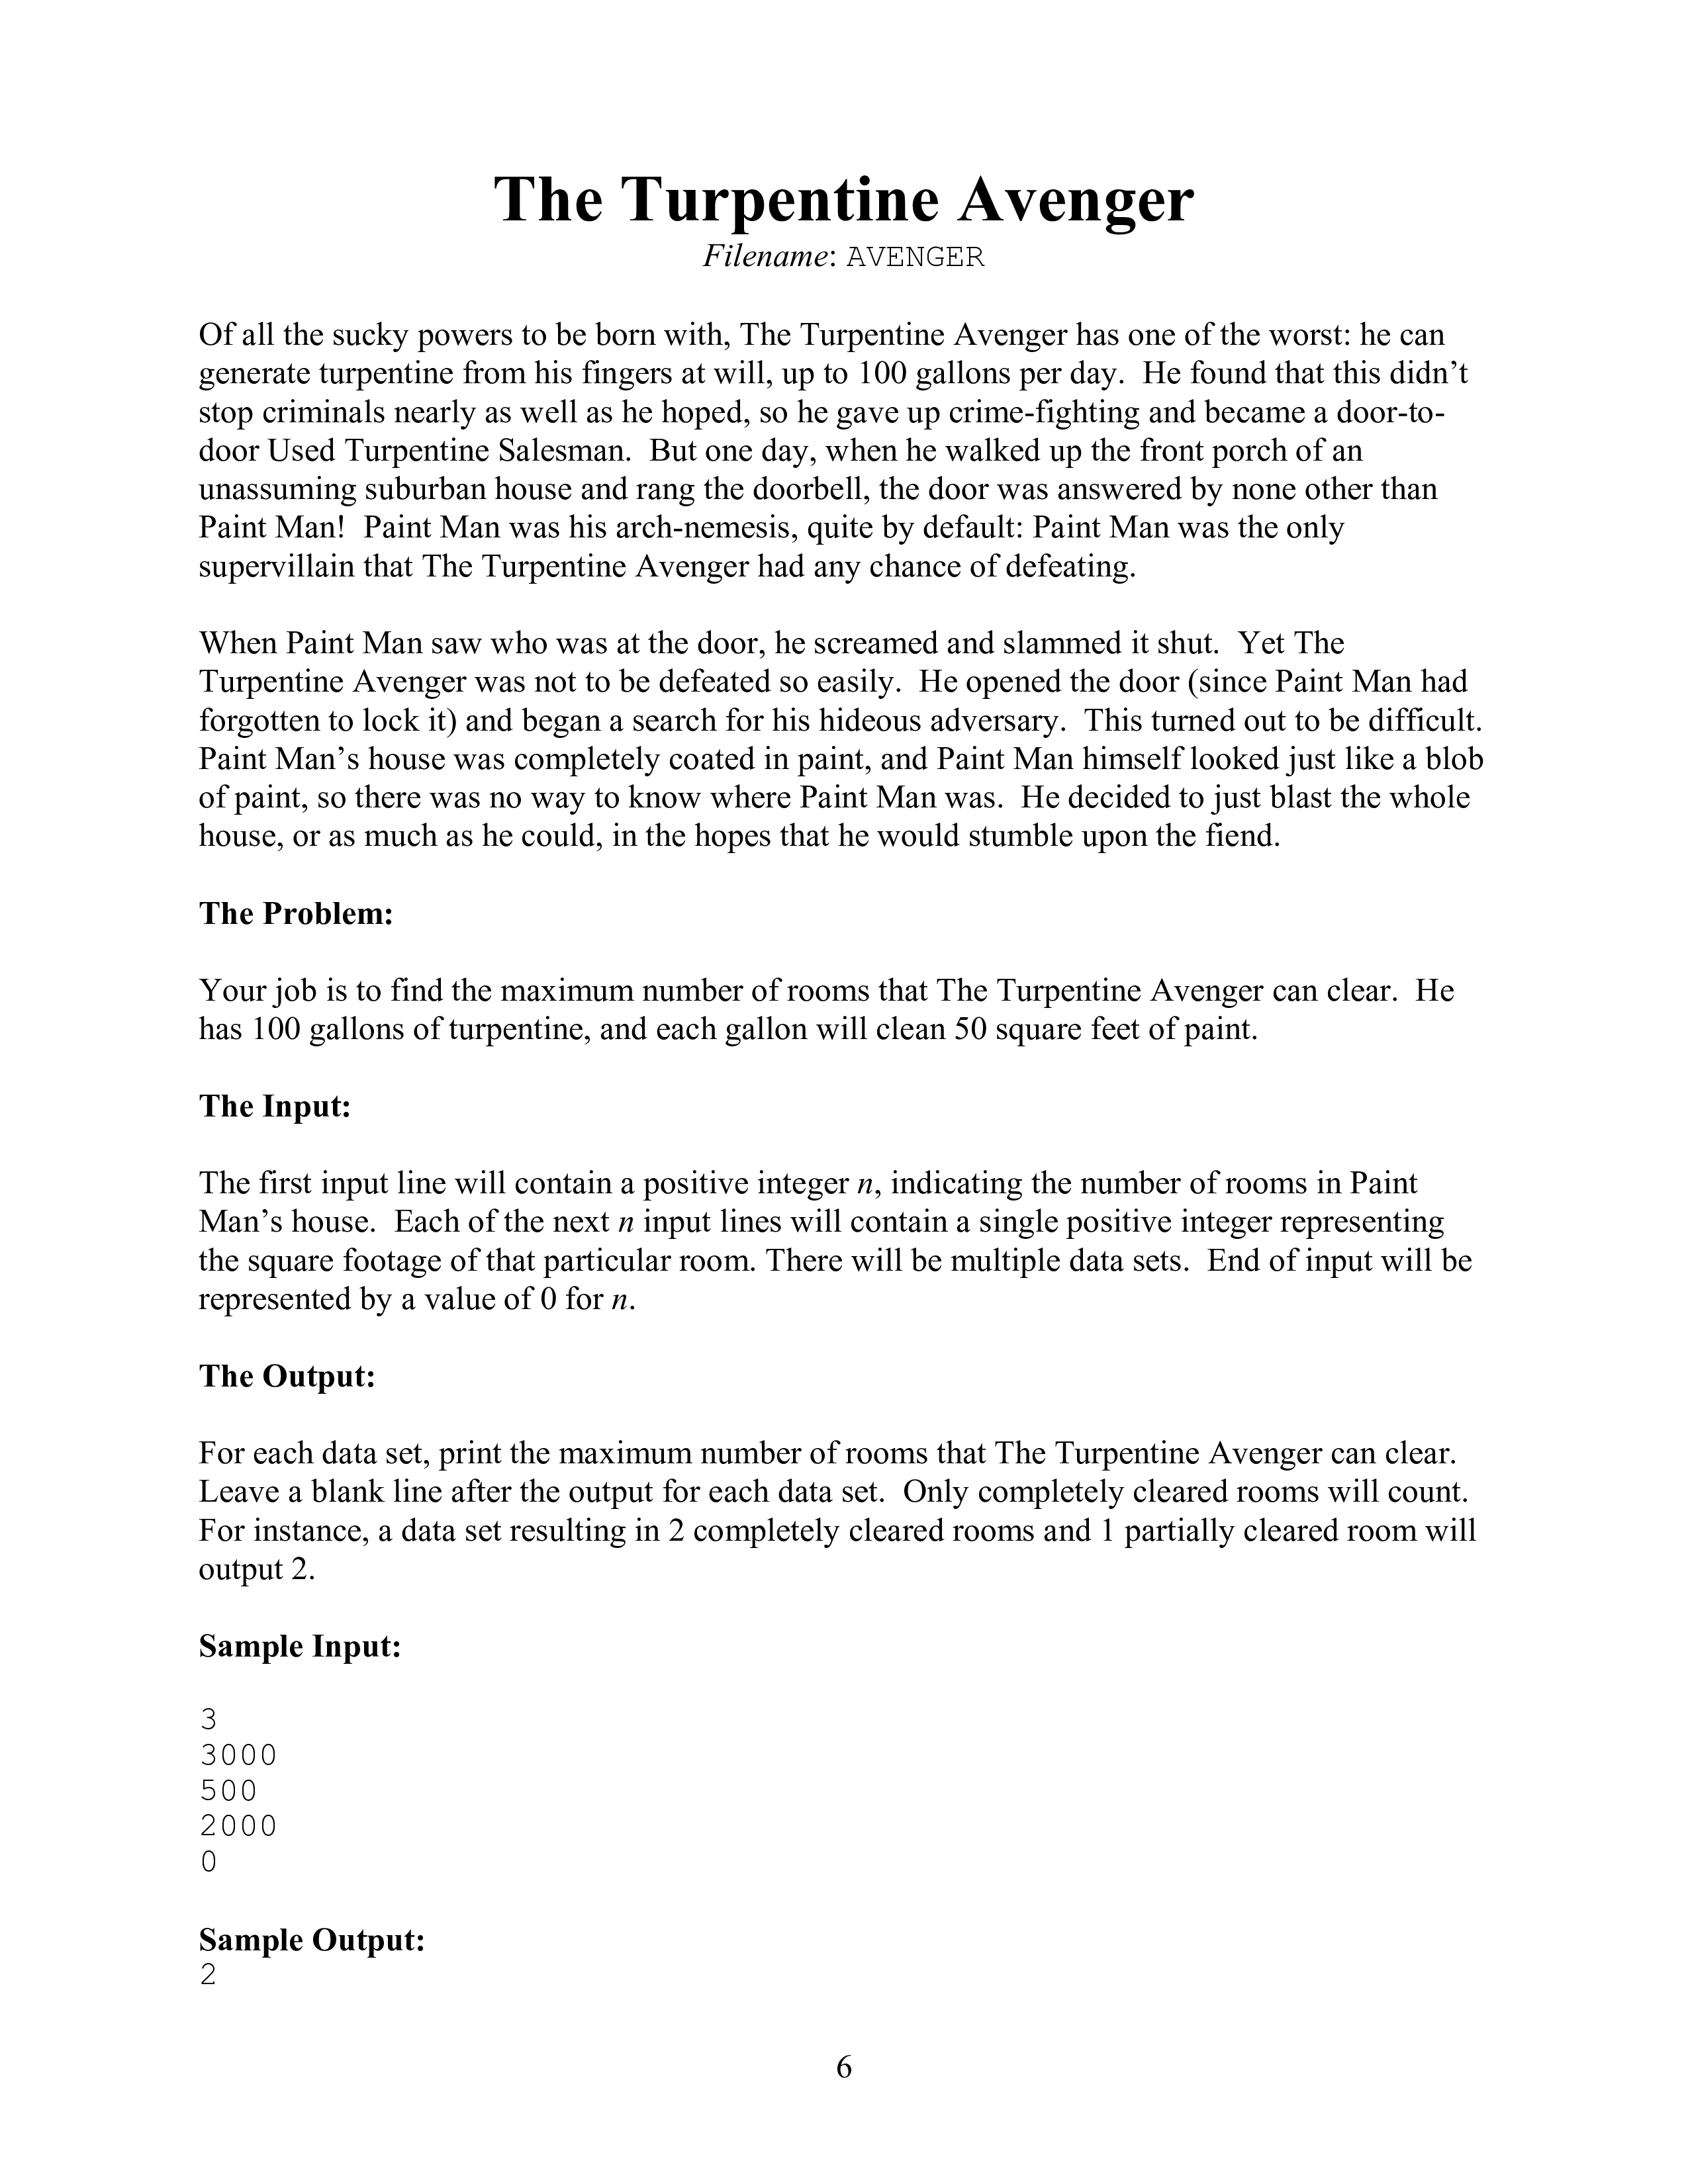 The Turpentine Avenger
Filename: AVENGER
Of all the sucky powers to be born with, The Turpentine Avenger has one of the worst: he can
generate turpentine from his fingers at will, up to 100 gallons per day.  He found that this didn’t
stop criminals nearly as well as he hoped, so he gave up crime-fighting and became a door-to-
door Used Turpentine Salesman.  But one day, when he walked up the front porch of an
unassuming suburban house and rang the doorbell, the door was answered by none other than
Paint Man!  Paint Man was his arch-nemesis, quite by default: Paint Man was the only
supervillain that The Turpentine Avenger had any chance of defeating.
When Paint Man saw who was at the door, he screamed and slammed it shut.  Yet The
Turpentine Avenger was not to be defeated so easily.  He opened the door (since Paint Man had
forgotten to lock it) and began a search for his hideous adversary.  This turned out to be difficult.
Paint Man’s house was completely coated in paint, and Paint Man himself looked just like a blob
of paint, so there was no way to know where Paint Man was.  He decided to just blast the whole
house, or as much as he could, in the hopes that he would stumble upon the fiend.
The Problem:
Your job is to find the maximum number of rooms that The Turpentine Avenger can clear.  He
has 100 gallons of turpentine, and each gallon will clean 50 square feet of paint.
The Input:
The first input line will contain a positive integer n, indicating the number of rooms in Paint
Man’s house.  Each of the next n input lines will contain a single positive integer representing
the square footage of that particular room. There will be multiple data sets.  End of input will be
represented by a value of 0 for n.
The Output:
For each data set, print the maximum number of rooms that The Turpentine Avenger can clear.
Leave a blank line after the output for each data set.  Only completely cleared rooms will count.
For instance, a data set resulting in 2 completely cleared rooms and 1 partially cleared room will
output 2.
Sample Input:
3
3000
500
2000
0
Sample Output:
2
6